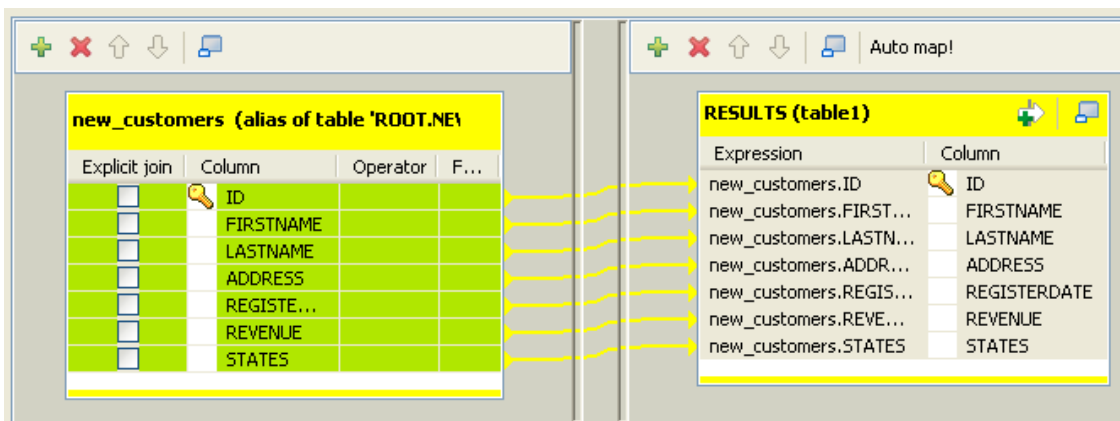 Auto map!
new_customers (alias of table 'ROOT.NEW
Explicit join Column Operator F...
ID
FIRSTNAME
LASTNAME
ADDRESS
REGISTE...
REVENUE
STATES
RESULTS (table1)
Expression Column
new_customers.ID ID
new_customers.FIRST... FIRSTNAME
new_customers.LASTN... LASTNAME
new_customers.ADDR... ADDRESS
new_customers.REGIS... REGISTERDATE
new_customers.REVE... REVENUE
new_customers.STATES STATES